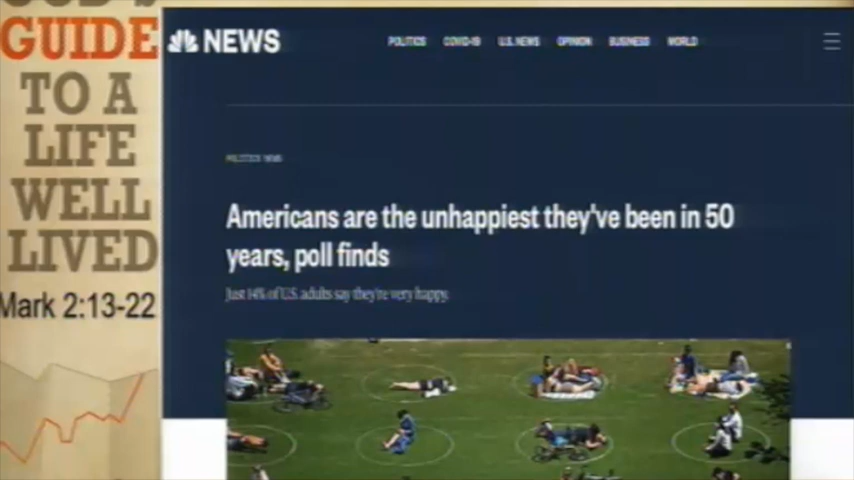 GOD'S
GUIDE
TO A
LIFE
WELL
LIVED
Mark 2:13-22
NEWS
POLITICS COVID-19 U.S. NEWS OPINION BUSINESS WORLD
POLITICS NEWS
Americans are the unhappiest they've been in 50
years, poll finds
Just 14% of U.S. adults say they're very happy.